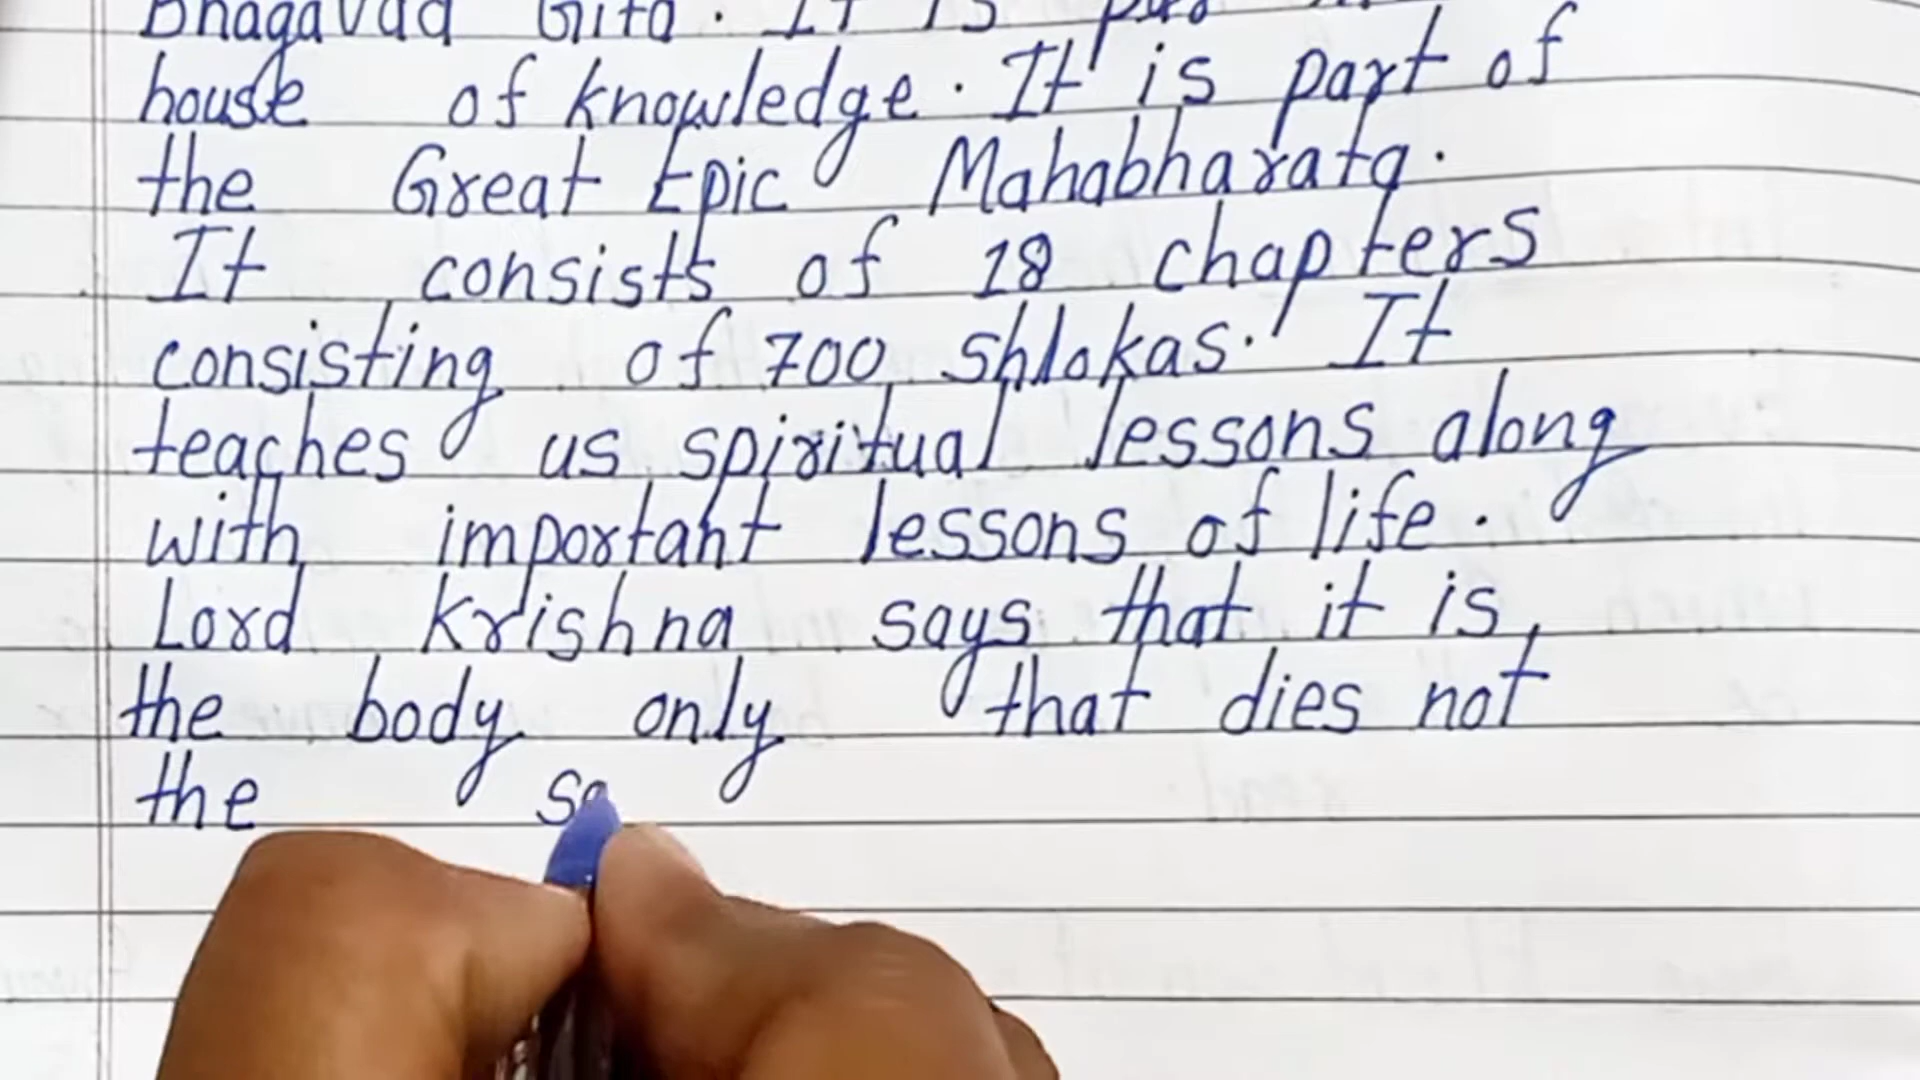 Bhagavad Gita. It is
house of knowledge. It is part of
the Great Epic Mahabharata.
It consists of 18 chapters
consisting of 700 shlokas. It
teaches us spiritual lessons along
with important lessons of life.
Lord Krishna says that it is
the body only that dies not
the so